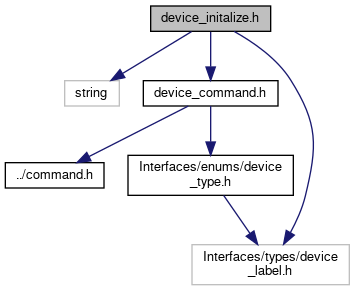 device_initalize.h
string
device_command.h
../command.h
Interfaces/enums/device
_type.h
Interfaces/types/device
_label.h